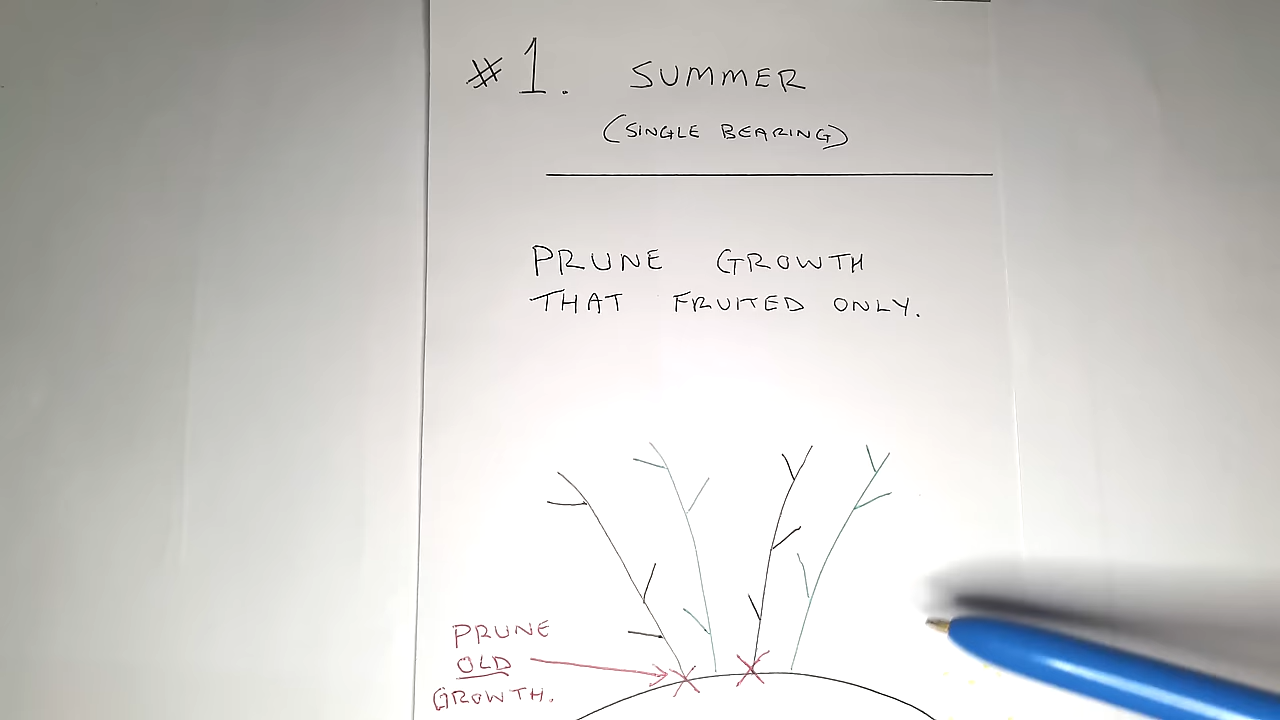 #1. SUMMER
(SINGLE BEARING)
PRUNE GROWTH
THAT FRUITED ONLY.
PRUNE
OLD
GROWTH.